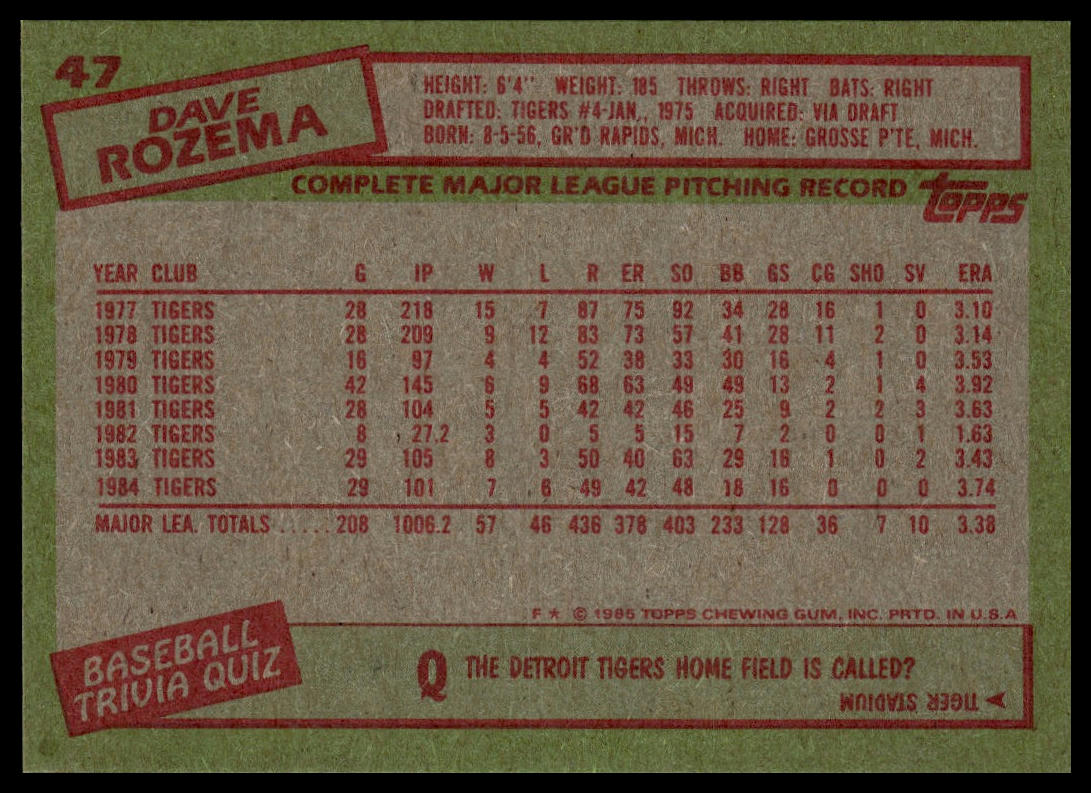 47
DAVE
ROZEMA
HEIGHT: 6'4" WEIGHT: 185 THROWS: RIGHT BATS: RIGHT
DRAFTED: TIGERS #4-JAN., 1975 ACQUIRED: VIA DRAFT
BORN: 8-5-56, GR'D RAPIDS, MICH. HOME: GROSSE P'TE, MICH.
COMPLETE MAJOR LEAGUE PITCHING RECORD
TOPPS
YEAR CLUB G IP W L R ER SO BB GS CG SHO SV ERA
1977 TIGERS 28 218 15 7 87 75 92 34 28 16 1 0 3.10
1978 TIGERS 28 209 9 12 83 73 57 41 28 11 2 0 3.14
1979 TIGERS 16 97 4 4 52 38 33 30 16 4 1 0 3.53
1980 TIGERS 42 145 6 9 68 63 49 49 13 2 1 4 3.92
1981 TIGERS 28 104 5 5 42 42 46 25 9 2 2 3 3.63
1982 TIGERS 8 27.2 3 0 5 5 15 7 2 0 0 1 1.63
1983 TIGERS 29 105 8 3 50 40 63 29 16 1 0 2 3.43
1984 TIGERS 29 101 7 6 49 42 48 18 16 0 0 0 3.74
MAJOR LEA. TOTALS ..... 208 1006.2 57 46 436 378 403 233 128 36 7 10 3.38
F ★ © 1985 TOPPS CHEWING GUM, INC. PRTD. IN U.S.A
BASEBALL
TRIVIA QUIZ
Q THE DETROIT TIGERS HOME FIELD IS CALLED?
➤ TIGER STADIUM